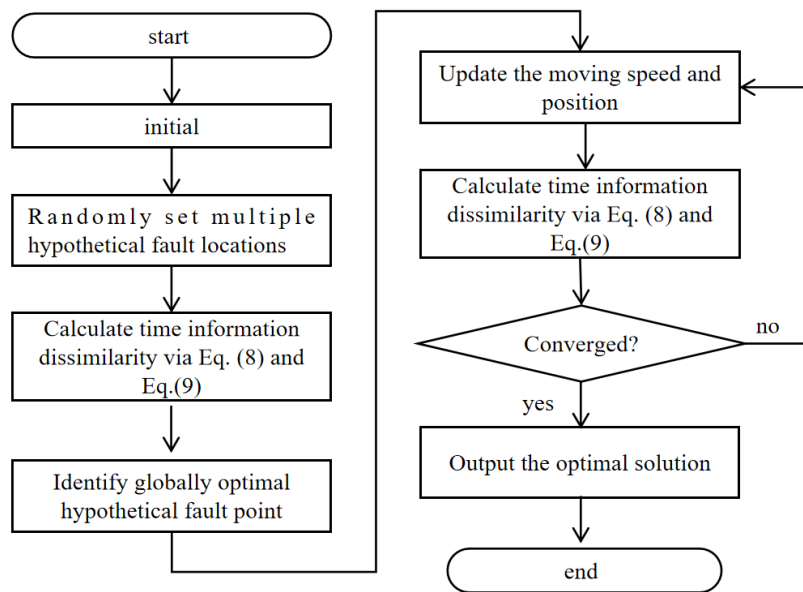 start
initial
Randomly set multiple
hypothetical fault locations
Calculate time information
dissimilarity via Eq. (8) and
Eq.(9)
Identify globally optimal
hypothetical fault point
Update the moving speed and
position
Calculate time information
dissimilarity via Eq. (8) and
Eq.(9)
Converged?
no
yes
Output the optimal solution
end